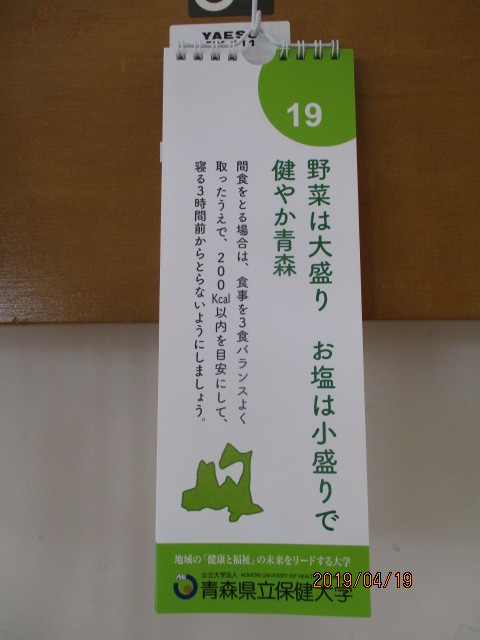 YAESU
19
野菜は大盛り　お塩は小盛りで
健やか青森
間食をとる場合は、食事を3食バランスよく
取ったうえで、200Kcal以内を目安にして、
寝る3時間前からとらないようにしましょう。
地域の「健康と福祉」の未来をリードする大学
公立大学法人 AOMORI UNIVERSITY OF HEALTH
青森県立保健大学
2019/04/19